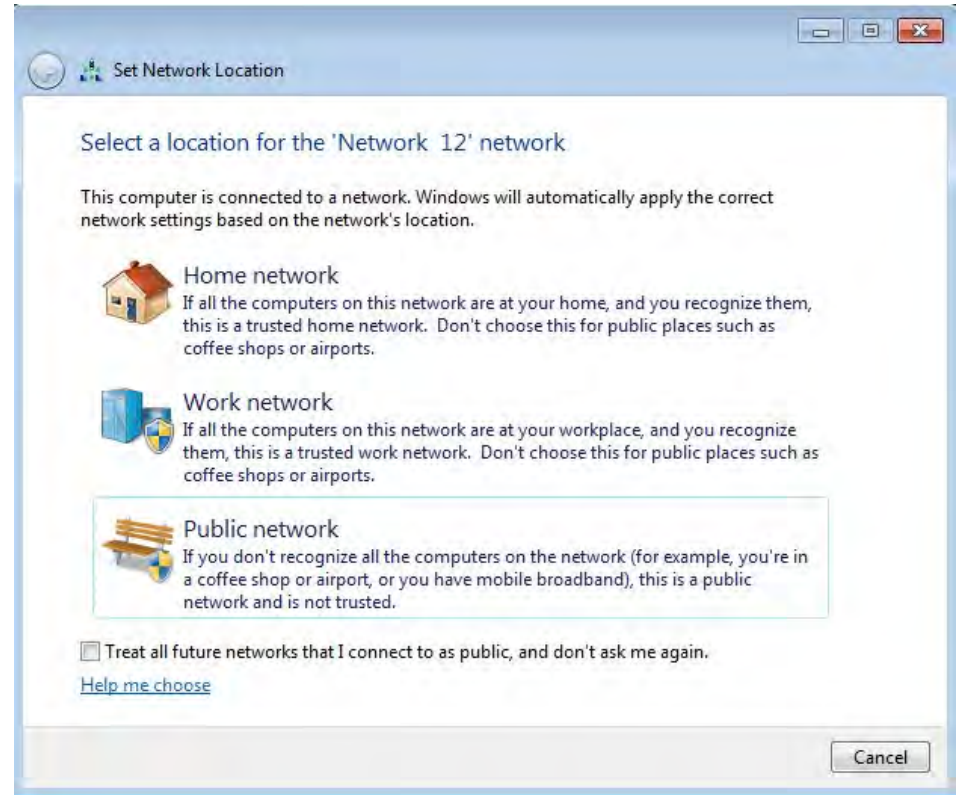 Set Network Location
Select a location for the 'Network  12' network
This computer is connected to a network. Windows will automatically apply the correct
network settings based on the network's location.
Home network
If all the computers on this network are at your home, and you recognize them,
this is a trusted home network.  Don't choose this for public places such as
coffee shops or airports.
Work network
If all the computers on this network are at your workplace, and you recognize
them, this is a trusted work network.  Don't choose this for public places such as
coffee shops or airports.
Public network
If you don't recognize all the computers on the network (for example, you're in
a coffee shop or airport, or you have mobile broadband), this is a public
network and is not trusted.
Treat all future networks that I connect to as public, and don't ask me again.
Help me choose
Cancel